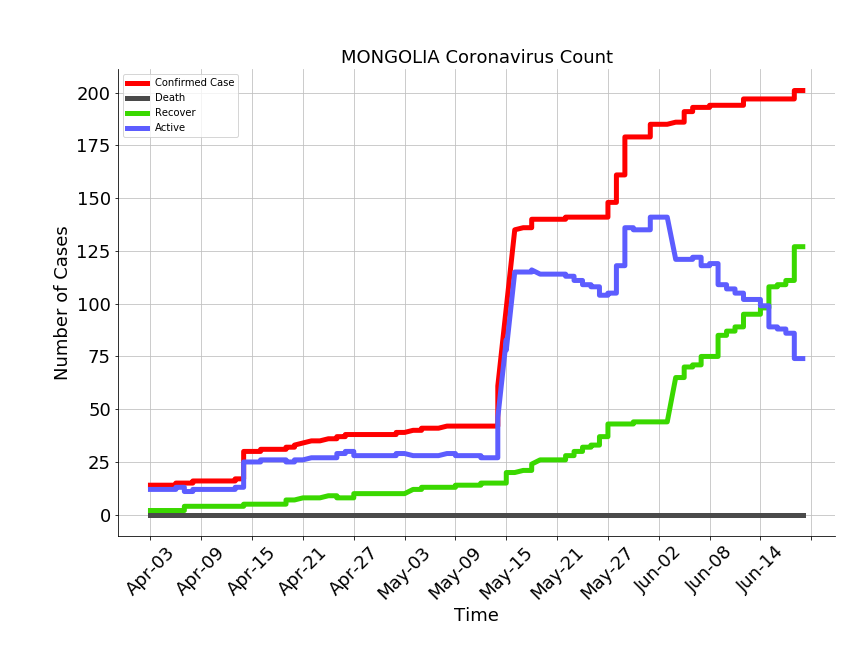 MONGOLIA Coronavirus Count
Confirmed Case
Death
Recover
Active
Number of Cases
200
175
150
125
100
75
50
25
0
Apr-03
Apr-09
Apr-15
Apr-21
Apr-27
May-03
May-09
May-15
May-21
May-27
Jun-02
Jun-08
Jun-14
Time